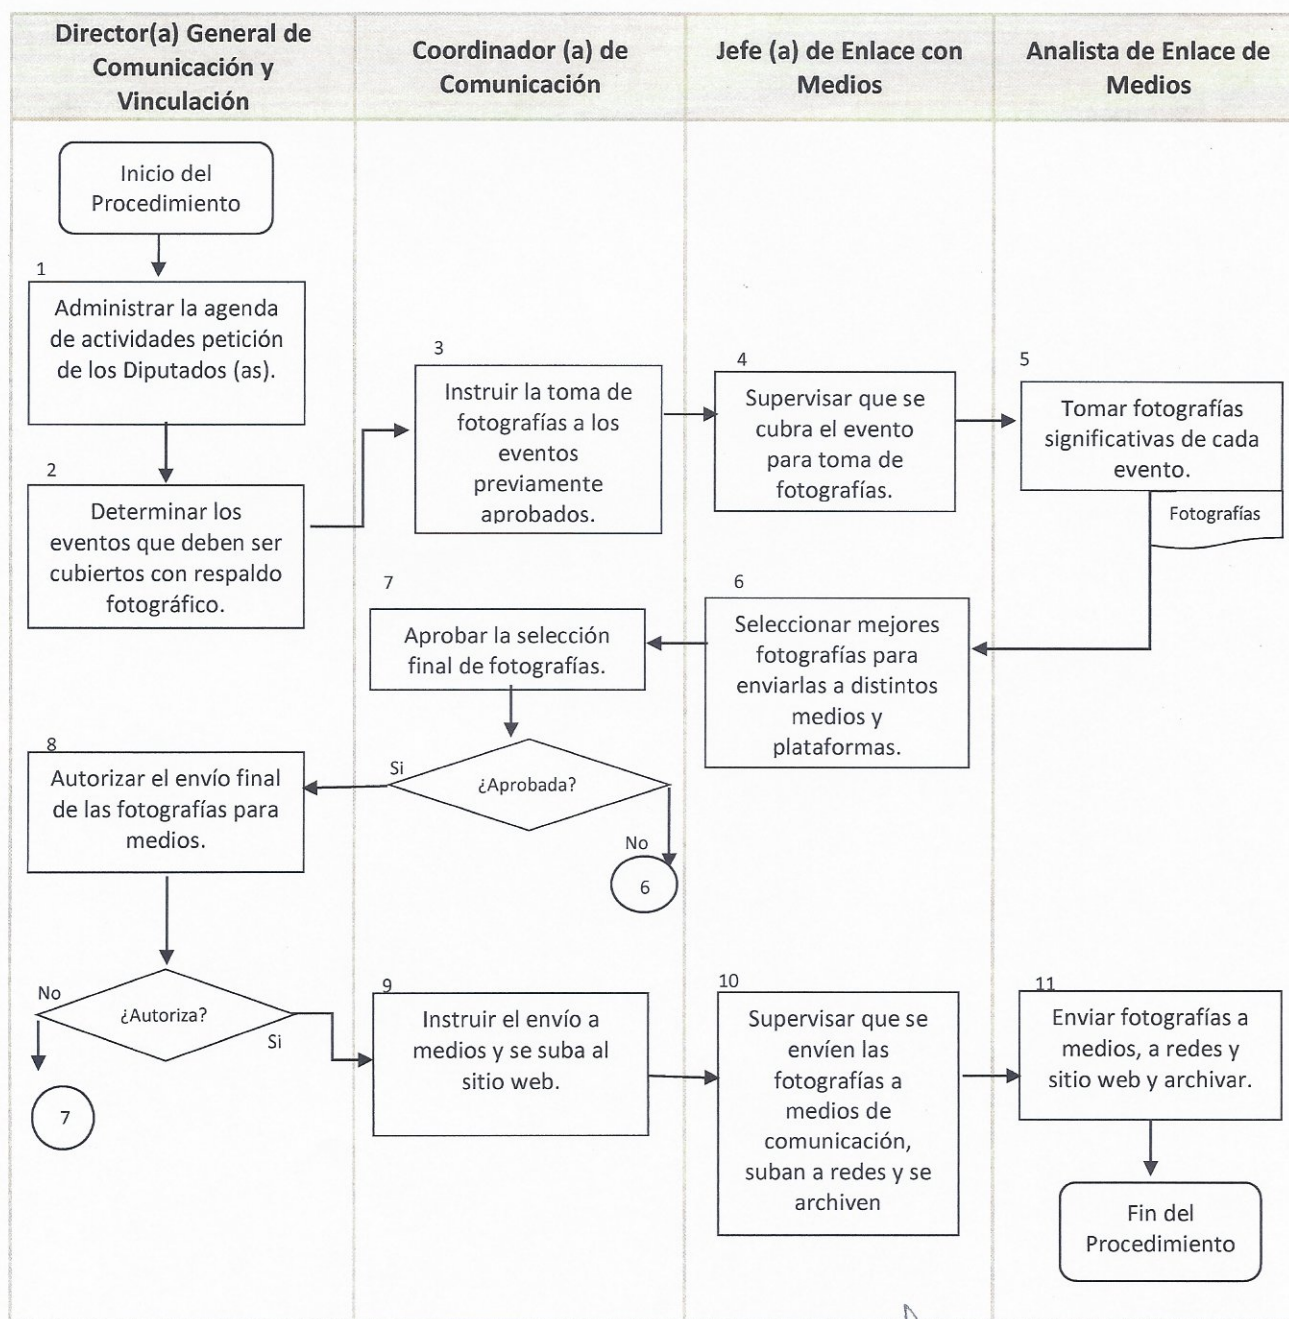 Director(a) General de
Comunicación y
Vinculación
Coordinador (a) de
Comunicación
Jefe (a) de Enlace con
Medios
Analista de Enlace de
Medios
Inicio del
Procedimiento
1
Administrar la agenda
de actividades petición
de los Diputados (as).
2
Determinar los
eventos que deben ser
cubiertos con respaldo
fotográfico.
3
Instruir la toma de
fotografías a los
eventos
previamente
aprobados.
4
Supervisar que se
cubra el evento
para toma de
fotografías.
5
Tomar fotografías
significativas de cada
evento.
Fotografías
6
Seleccionar mejores
fotografías para
enviarlas a distintos
medios y
plataformas.
7
Aprobar la selección
final de fotografías.
¿Aprobada?
Si
No
6
8
Autorizar el envío final
de las fotografías para
medios.
¿Autoriza?
No
Si
7
9
Instruir el envío a
medios y se suba al
sitio web.
10
Supervisar que se
envíen las
fotografías a
medios de
comunicación,
suban a redes y se
archiven
11
Enviar fotografías a
medios, a redes y
sitio web y archivar.
Fin del
Procedimiento